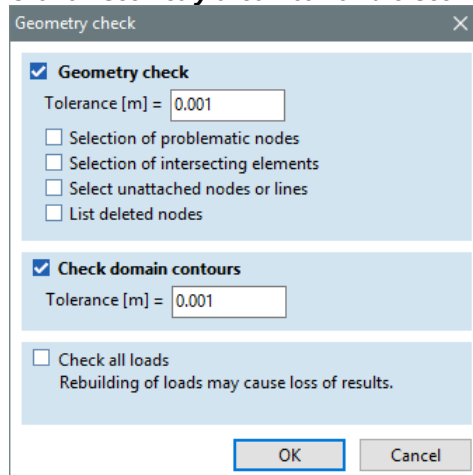 Geometry check
Geometry check
Tolerance [m] = 0.001
Selection of problematic nodes
Selection of intersecting elements
Select unattached nodes or lines
List deleted nodes
Check domain contours
Tolerance [m] = 0.001
Check all loads
Rebuilding of loads may cause loss of results.
OK Cancel